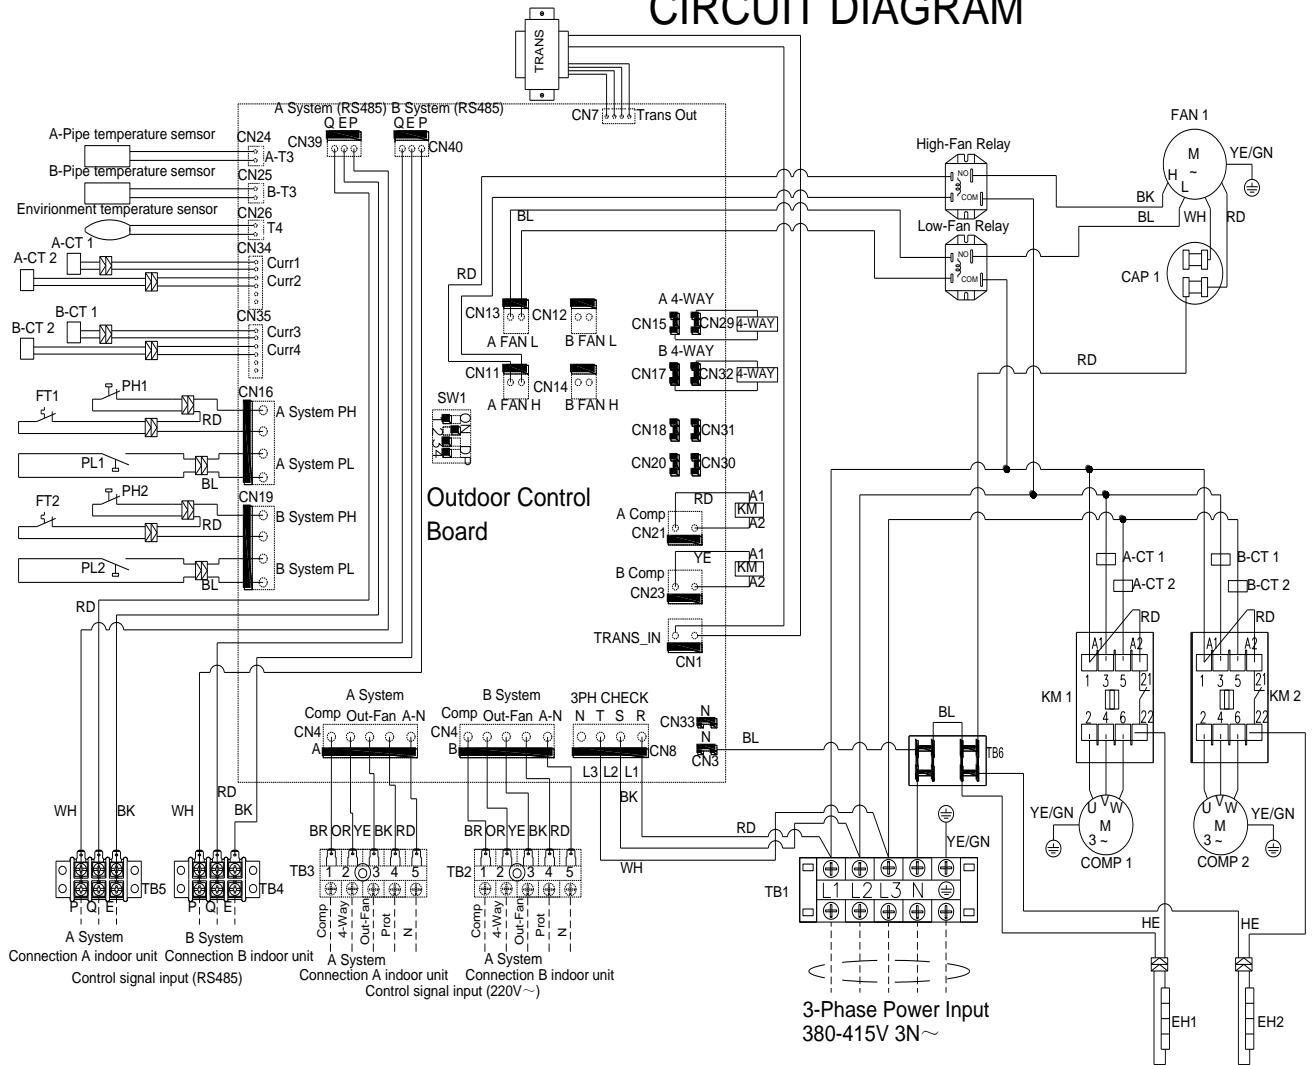 CIRCUIT DIAGRAM
TRANS
CN7 Trans Out
A System (RS485) B System (RS485)
Q E P Q E P
CN39 CN40
A-Pipe temperature sensor CN24
A-T3
B-Pipe temperature sensor CN25
B-T3
Envirionment temperature sensor CN26
T4
A-CT 1 CN34
A-CT 2 Curr1
Curr2
B-CT 1 CN35
B-CT 2 Curr3
Curr4
FT1 PH1 CN16
RD A System PH
PL1 A System PL
BL
FT2 PH2 CN19
RD B System PH
PL2 B System PL
BL
High-Fan Relay
NO
COM
Low-Fan Relay
NO
COM
FAN 1
M
~
H
L
YE/GN
BK
BL WH RD
CAP 1
RD
BL
RD
CN13 CN12
A FAN L B FAN L
CN11 CN14
A FAN H B FAN H
SW1
ON DP
1 2 3 4
A 4-WAY
CN15 CN29 4-WAY
B 4-WAY
CN17 CN32 4-WAY
CN18 CN31
CN20 CN30
Outdoor Control
Board
RD A1
A Comp KM
CN21 A2
YE A1
B Comp KM
CN23 A2
TRANS_IN
CN1
A-CT 1 B-CT 1
A-CT 2 B-CT 2
RD RD
A1 A2 A1 A2
1 3 5 21 1 3 5 21
KM 1 KM 2
2 4 6 22 2 4 6 22
U V W U V W
YE/GN M YE/GN
3 ~ M
3 ~
COMP 1 COMP 2
RD
WH BK
WH RD BK
TB5 TB4
P Q E P Q E
A System B System
Connection A indoor unit Connection B indoor unit
Control signal input (RS485)
A System B System
Comp Out-Fan A-N Comp Out-Fan A-N
CN4 CN4
A B
BR OR YE BK RD BR OR YE BK RD
TB3 1 2 3 4 5 TB2 1 2 3 4 5
Comp 4-Way Out-Fan Prot N Comp 4-Way Out-Fan Prot N
A System A System
Connection A indoor unit Connection B indoor unit
Control signal input (220V~)
3PH CHECK
N T S R
CN8
L3 L2 L1
BK
RD
WH
N
CN33
N
CN3
BL
BL
TB6
YE/GN
TB1 L1 L2 L3 N
3-Phase Power Input
380-415V 3N~
HE HE
EH1 EH2